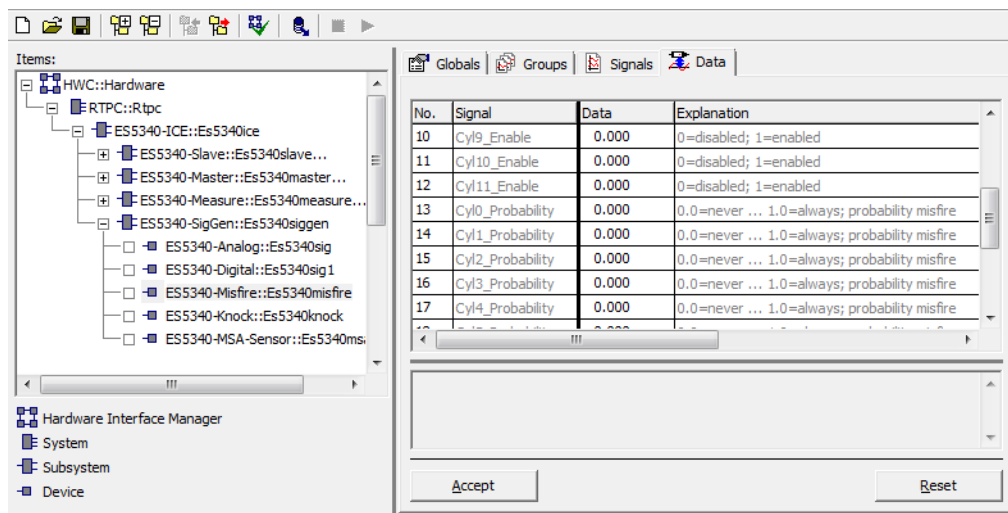 Items:
HWC::Hardware
RTPC::Rtpc
ES5340-ICE::Es5340ice
ES5340-Slave::Es5340slave...
ES5340-Master::Es5340master...
ES5340-Measure::Es5340measure...
ES5340-SigGen::Es5340siggen
ES5340-Analog::Es5340sig
ES5340-Digital::Es5340sig1
ES5340-Misfire::Es5340misfire
ES5340-Knock::Es5340knock
ES5340-MSA-Sensor::Es5340ms
Hardware Interface Manager
System
Subsystem
Device
Globals Groups Signals Data
No. Signal Data Explanation
10 Cyl9_Enable 0.000 0=disabled; 1=enabled
11 Cyl10_Enable 0.000 0=disabled; 1=enabled
12 Cyl11_Enable 0.000 0=disabled; 1=enabled
13 Cyl0_Probability 0.000 0.0=never ... 1.0=always; probability misfire
14 Cyl1_Probability 0.000 0.0=never ... 1.0=always; probability misfire
15 Cyl2_Probability 0.000 0.0=never ... 1.0=always; probability misfire
16 Cyl3_Probability 0.000 0.0=never ... 1.0=always; probability misfire
17 Cyl4_Probability 0.000 0.0=never ... 1.0=always; probability misfire
Accept Reset